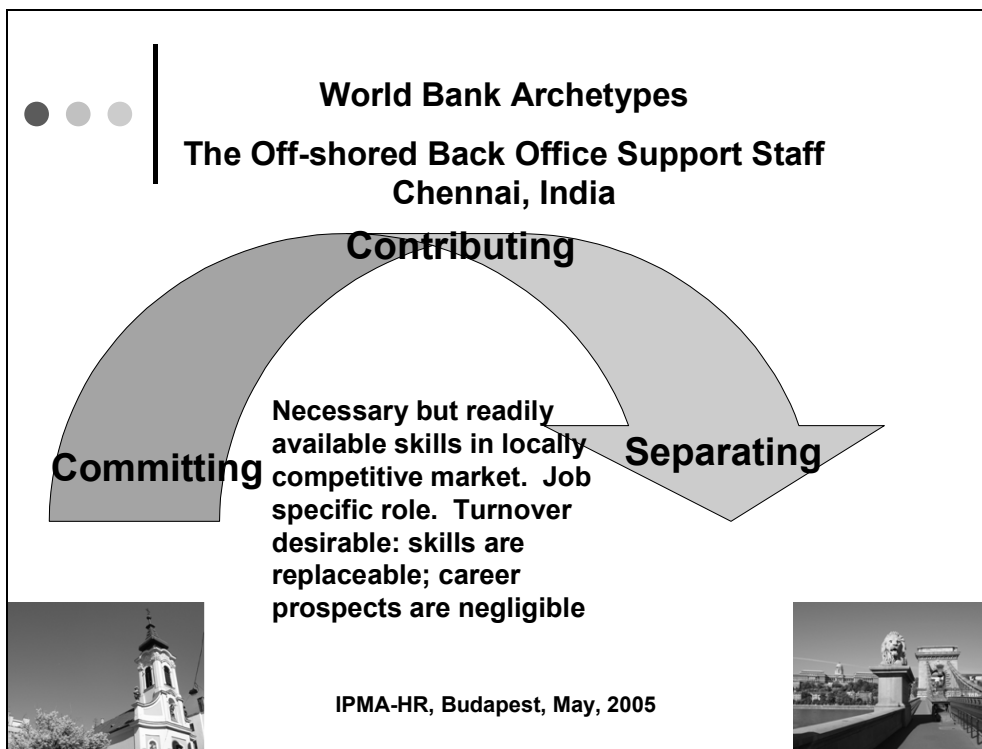 World Bank Archetypes
The Off-shored Back Office Support Staff
Chennai, India
Contributing
Committing
Necessary but readily
available skills in locally
competitive market.  Job
specific role.  Turnover
desirable: skills are
replaceable; career
prospects are negligible
Separating
IPMA-HR, Budapest, May, 2005